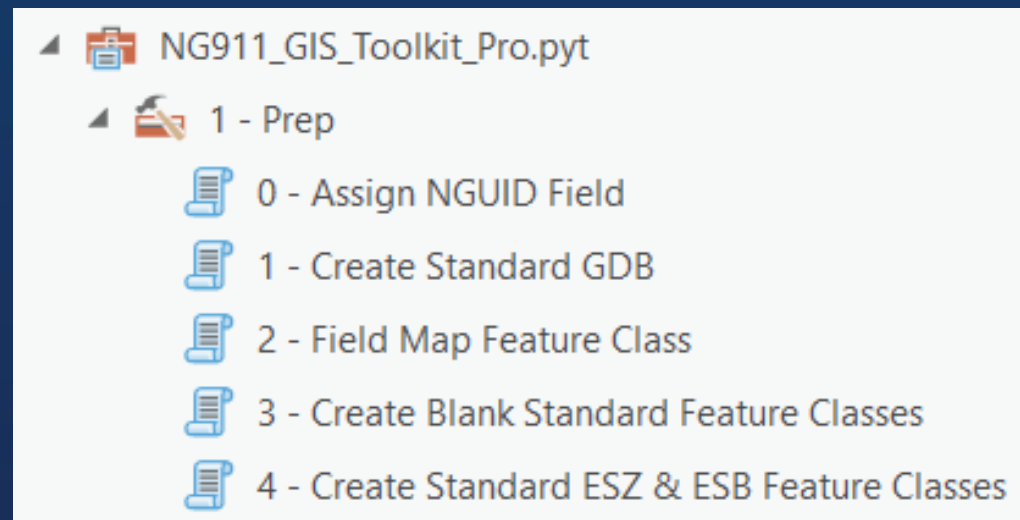 NG911_GIS_Toolkit_Pro.pyt
1 - Prep
0 - Assign NGUID Field
1 - Create Standard GDB
2 - Field Map Feature Class
3 - Create Blank Standard Feature Classes
4 - Create Standard ESZ & ESB Feature Classes